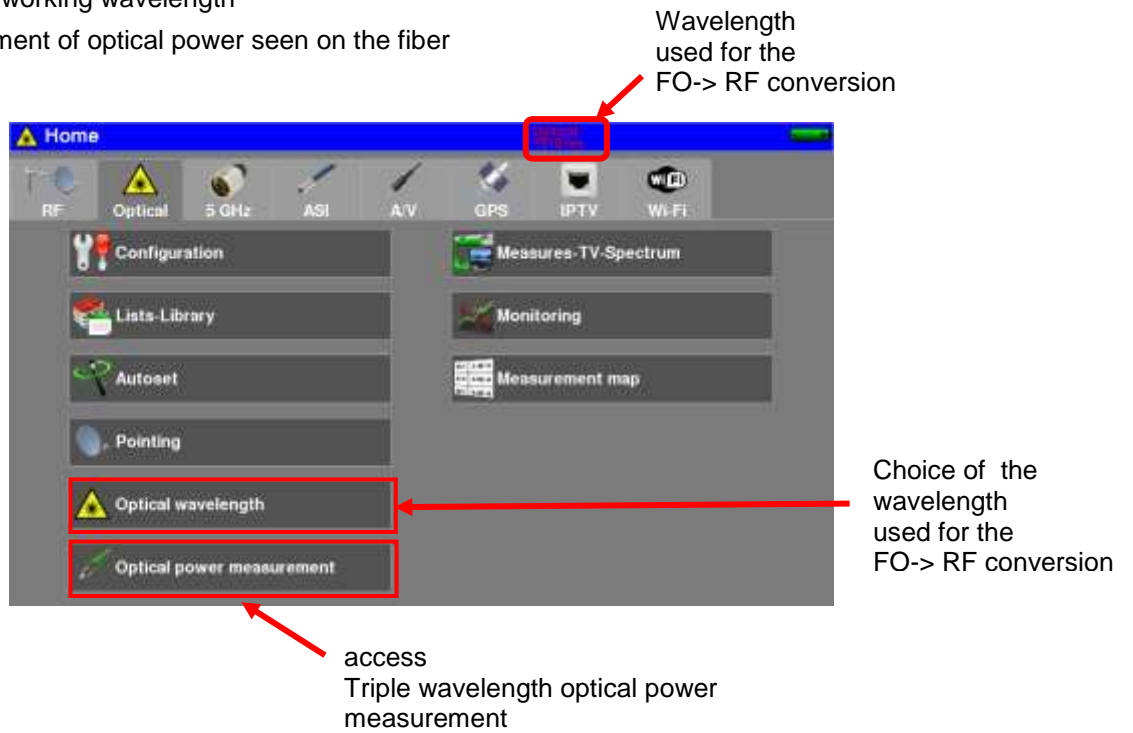 working wavelength
ment of optical power seen on the fiber
Wavelength
used for the
FO-> RF conversion
Home
Optical
RF
Optical
5 GHz
ASI
A/V
GPS
IPTV
Wi-Fi
Configuration
Measures-TV-Spectrum
Lists-Library
Monitoring
Autoset
Measurement map
Pointing
Optical wavelength
Optical power measurement
Choice of the
wavelength
used for the
FO-> RF conversion
access
Triple wavelength optical power
measurement